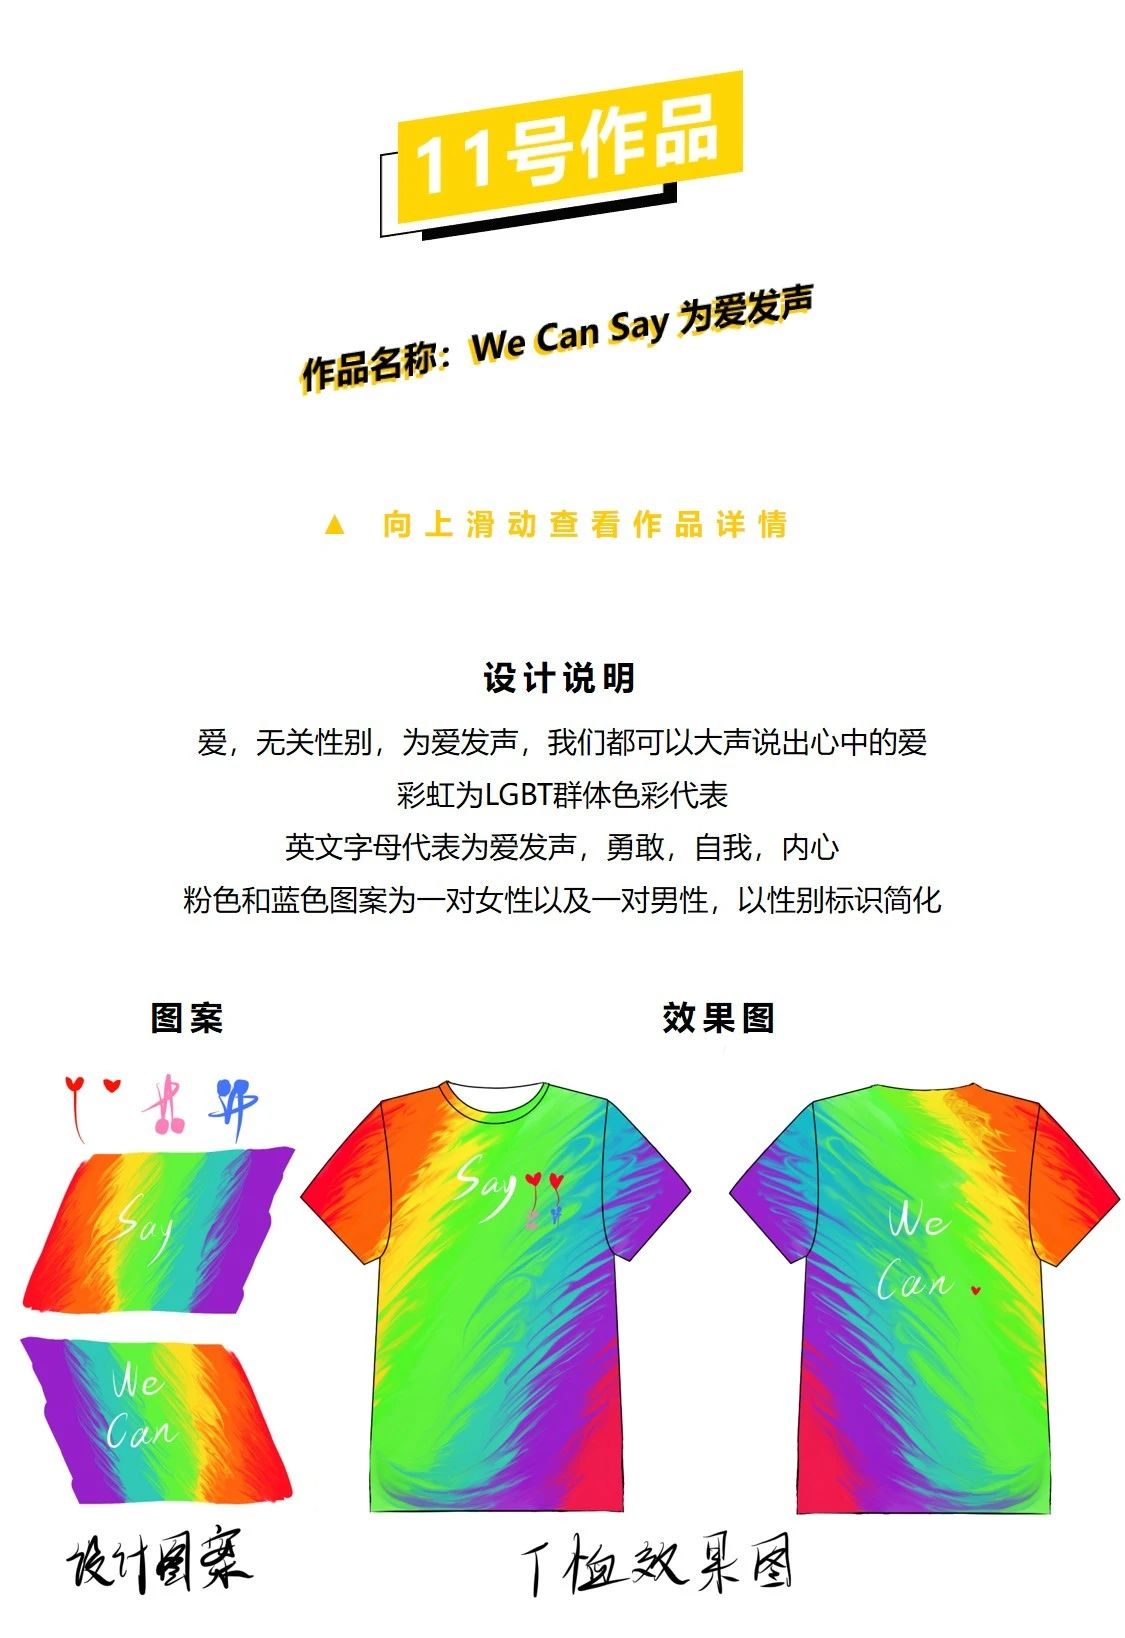 11号作品
作品名称：We Can Say 为爱发声
▲ 向上滑动查看作品详情
设计说明
爱，无关性别，为爱发声，我们都可以大声说出心中的爱
彩虹为LGBT群体色彩代表
英文字母代表为爱发声，勇敢，自我，内心
粉色和蓝色图案为一对女性以及一对男性，以性别标识简化
图案
效果图
Say
We
Can
设计图案
Say
We
Can
T恤效果图